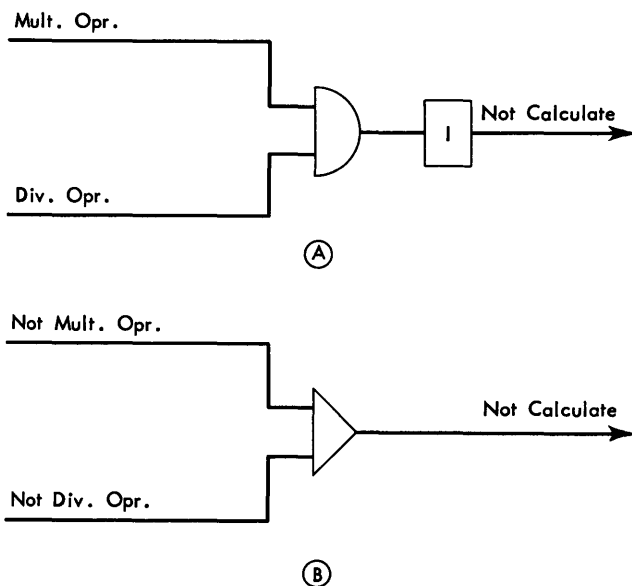 Mult. Opr.
I
Not Calculate
Div. Opr.
A
Not Mult. Opr.
Not Calculate
Not Div. Opr.
B